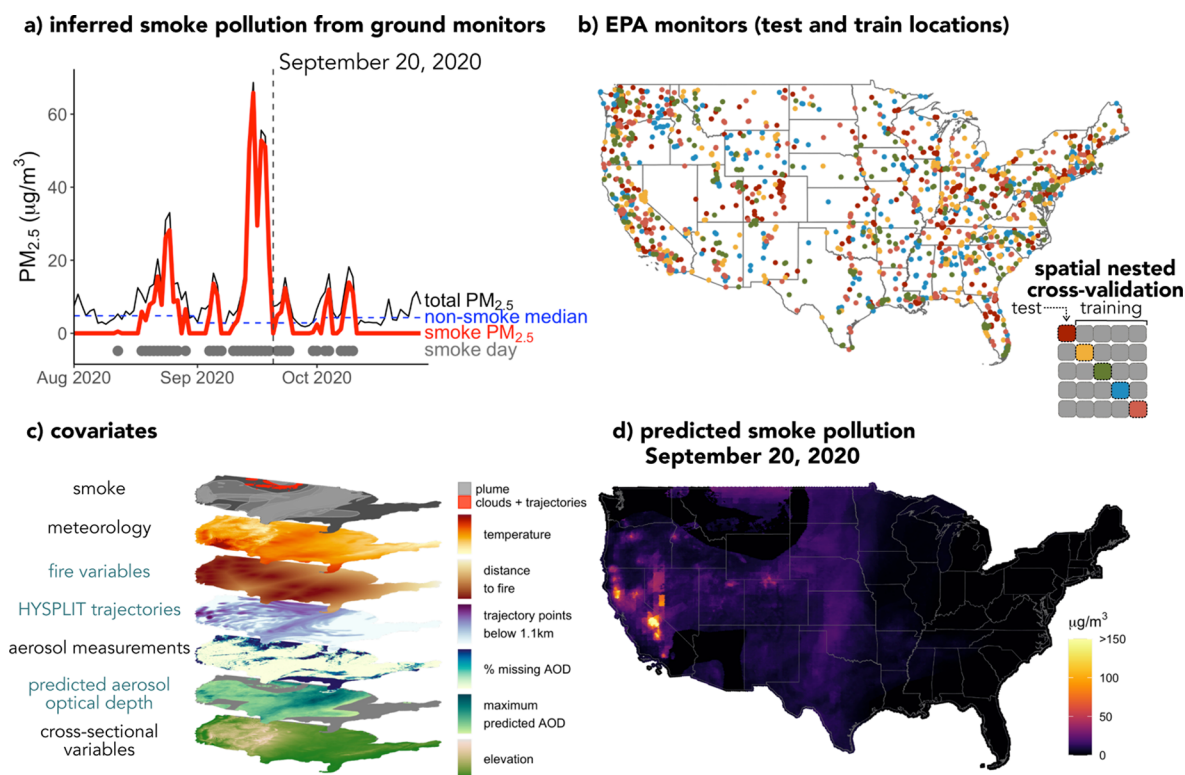 a) inferred smoke pollution from ground monitors
September 20, 2020
PM2.5 (µg/m³)
60
40
20
0
total PM2.5
non-smoke median
smoke PM2.5
smoke day
Aug 2020
Sep 2020
Oct 2020
b) EPA monitors (test and train locations)
spatial nested
cross-validation
test
training
c) covariates
smoke
meteorology
fire variables
HYSPLIT trajectories
aerosol measurements
predicted aerosol
optical depth
cross-sectional
variables
plume
clouds + trajectories
temperature
distance
to fire
trajectory points
below 1.1km
% missing AOD
maximum
predicted AOD
elevation
d) predicted smoke pollution
September 20, 2020
µg/m³
>150
100
50
0